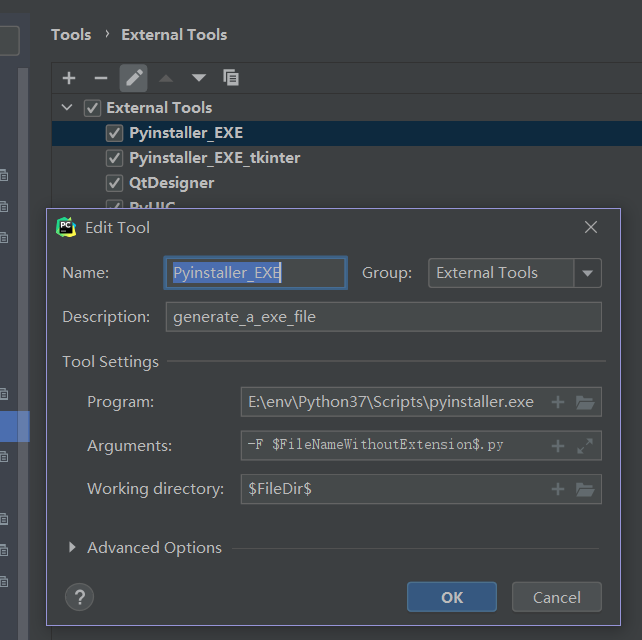 Tools › External Tools
External Tools
Pyinstaller_EXE
Pyinstaller_EXE_tkinter
QtDesigner
PyUIC
PC
Edit Tool
Name: Pyinstaller_EXE Group: External Tools
Description: generate_a_exe_file
Tool Settings
Program: E:\env\Python37\Scripts\pyinstaller.exe
Arguments: -F $FileNameWithoutExtension$.py
Working directory: $FileDir$
Advanced Options
? OK Cancel